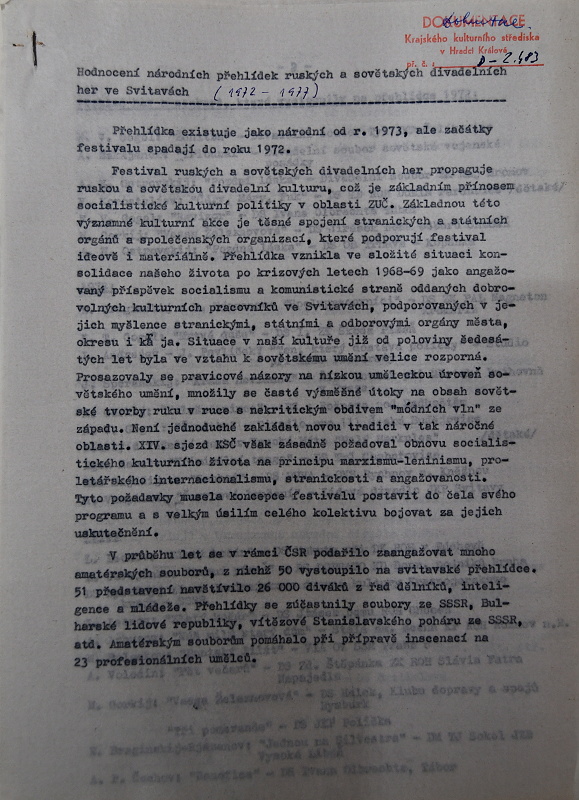 DOKUMENTACE
Krajského kulturního střediska
v Hradci Králové
př. č.: D-2.483
Hodnocení národních přehlídek ruských a sovětských divadelních
her ve Svitavách (1972 - 1977)
Přehlídka existuje jako národní od r. 1973, ale začátky
festivalu spadají do roku 1972.
Festival ruských a sovětských divadelních her propaguje
ruskou a sovětskou divadelní kulturu, což je základním přínosem
socialistické kulturní politiky v oblasti ZUČ. Základnou této
významné kulturní akce je těsné spojení stranických a státních
orgánů a společenských organizací, které podporují festival
ideově i materiálně. Přehlídka vznikla ve složité situaci kon-
solidace našeho života po krizových letech 1968-69 jako angažo-
vaný příspěvek socialismu a komunistické straně oddaných dobro-
volných kulturních pracovníků ve Svitavách, podporovaných v je-
jich myšlence stranickými, státními a odborovými orgány města,
okresu i kraja. Situace v naší kultuře již od poloviny šedesá-
tých let byla ve vztahu k sovětskému umění velice rozporná.
Prosazovaly se pravicové názory na nízkou uměleckou úroveň so-
větského umění, množily se časté výsměšné útoky na obsah sovět-
ské tvorby ruku v ruce s nekritickým obdivem "módních vln" ze
západu. Není jednoduché zakládat novou tradici v tak náročné
oblasti. XIV. sjezd KSČ však zásadně požadoval obnovu socialis-
tického kulturního života na principu marxismu-leninismu, pro-
letářského internacionalismu, stranickosti a angažovanosti.
Tyto požadavky musela koncepce festivalu postavit do čela svého
programu a s velkým úsilím celého kolektivu bojovat za jejich
uskutečnění.
V průběhu let se v rámci ČSR podařilo zaangažovat mnoho
amatérských souborů, z nichž 50 vystoupilo na svitavské přehlídce.
51 představení navštívilo 26 000 diváků z řad dělníků, inteli-
gence a mládeže. Přehlídky se zúčastnily soubory ze SSSR, Bul-
harské lidové republiky, vítězové Stanislavského poháru ze SSSR,
atd. Amatérským souborům pomáhalo při přípravě inscenací na
23 profesionálních umělců.